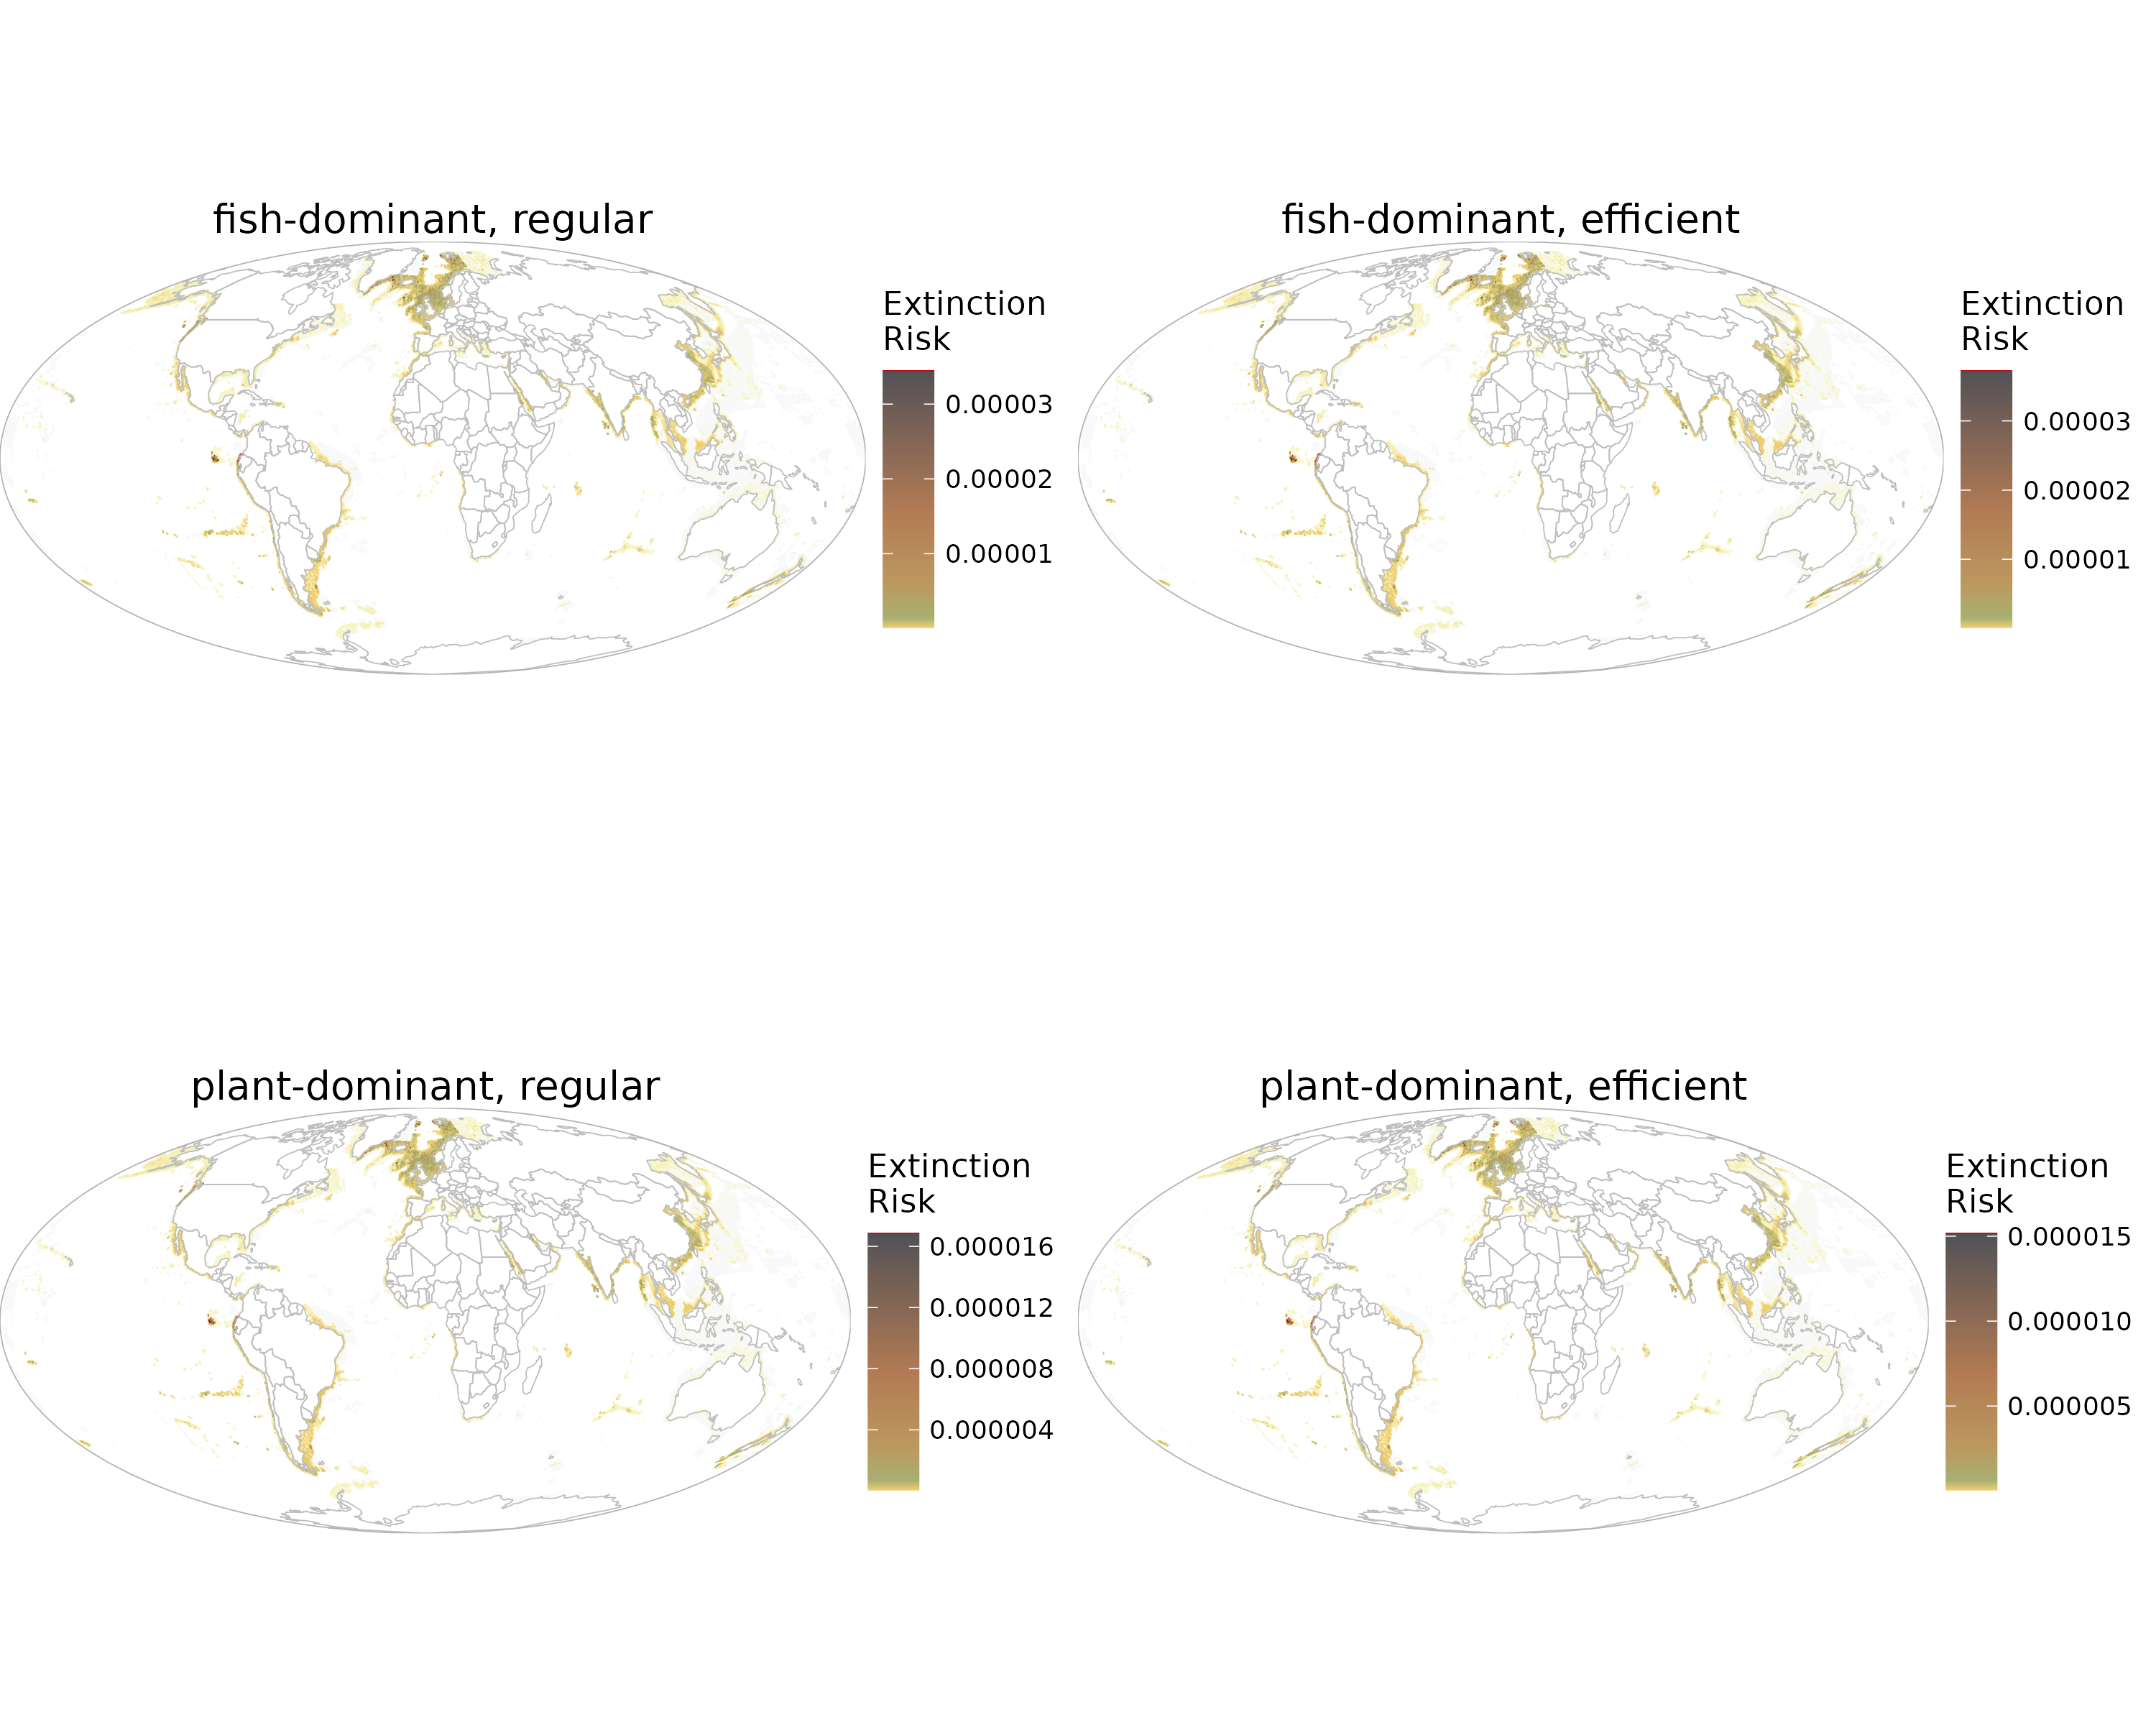 fish-dominant, regular
Extinction
Risk
0.00003
0.00002
0.00001
fish-dominant, efficient
Extinction
Risk
0.00003
0.00002
0.00001
plant-dominant, regular
Extinction
Risk
0.000016
0.000012
0.000008
0.000004
plant-dominant, efficient
Extinction
Risk
0.000015
0.000010
0.000005